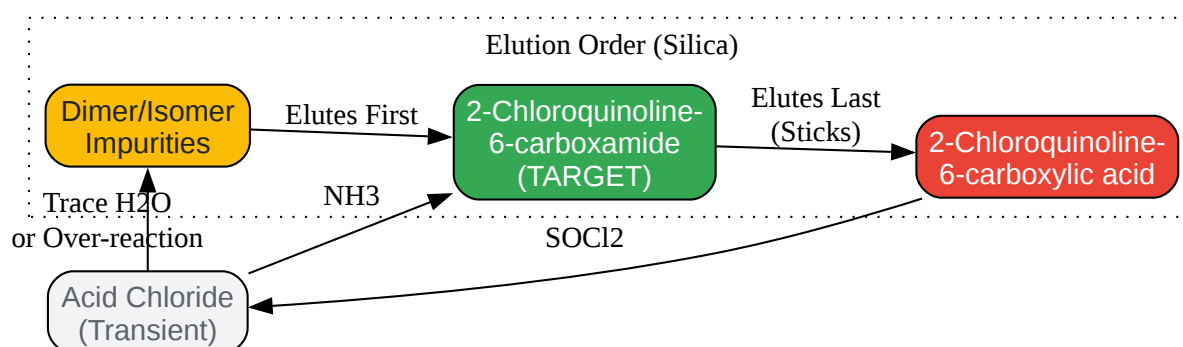 Elution Order (Silica)
Dimer/Isomer
Impurities
Elutes First
2-Chloroquinoline-
6-carboxamide
(TARGET)
Elutes Last
(Sticks)
2-Chloroquinoline-
6-carboxylic acid
Trace H2O
or Over-reaction
NH3
SOCl2
Acid Chloride
(Transient)